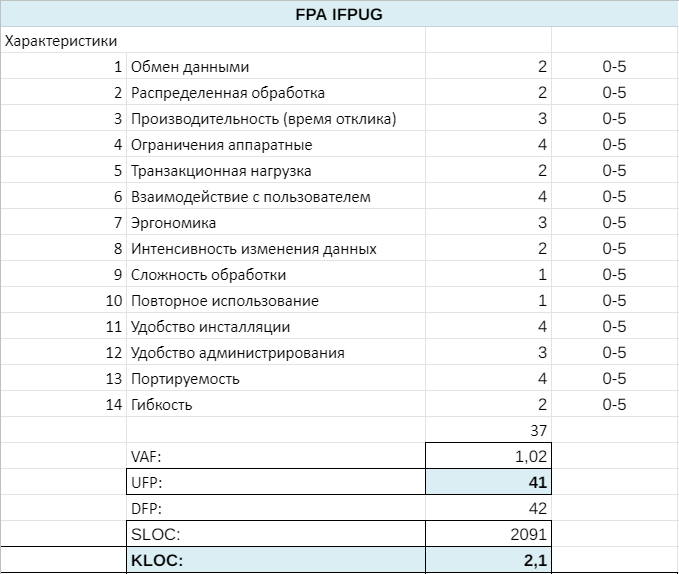 FPA IFPUG
Характеристики
1 Обмен данными 2 0-5
2 Распределенная обработка 2 0-5
3 Производительность (время отклика) 3 0-5
4 Ограничения аппаратные 4 0-5
5 Транзакционная нагрузка 2 0-5
6 Взаимодействие с пользователем 4 0-5
7 Эргономика 3 0-5
8 Интенсивность изменения данных 2 0-5
9 Сложность обработки 1 0-5
10 Повторное использование 1 0-5
11 Удобство инсталляции 4 0-5
12 Удобство администрирования 3 0-5
13 Портируемость 4 0-5
14 Гибкость 2 0-5
37
VAF: 1,02
UFP: 41
DFP: 42
SLOC: 2091
KLOC: 2,1